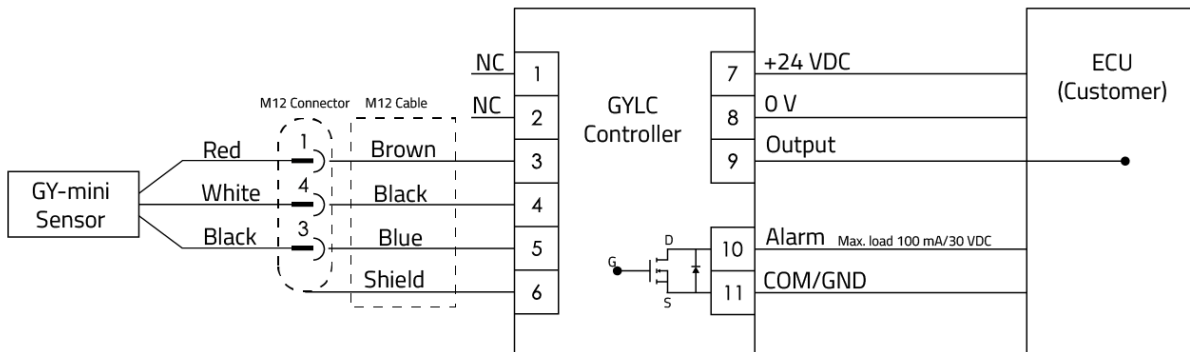 NC
1
7
+24 VDC
ECU
(Customer)
M12 Connector
M12 Cable
NC
2
GYLC
Controller
8
0 V
Red
1
Brown
3
9
Output
GY-mini
Sensor
White
4
Black
4
Black
3
Blue
5
D
10
Alarm Max. load 100 mA/30 VDC
G
Shield
6
S
11
COM/GND